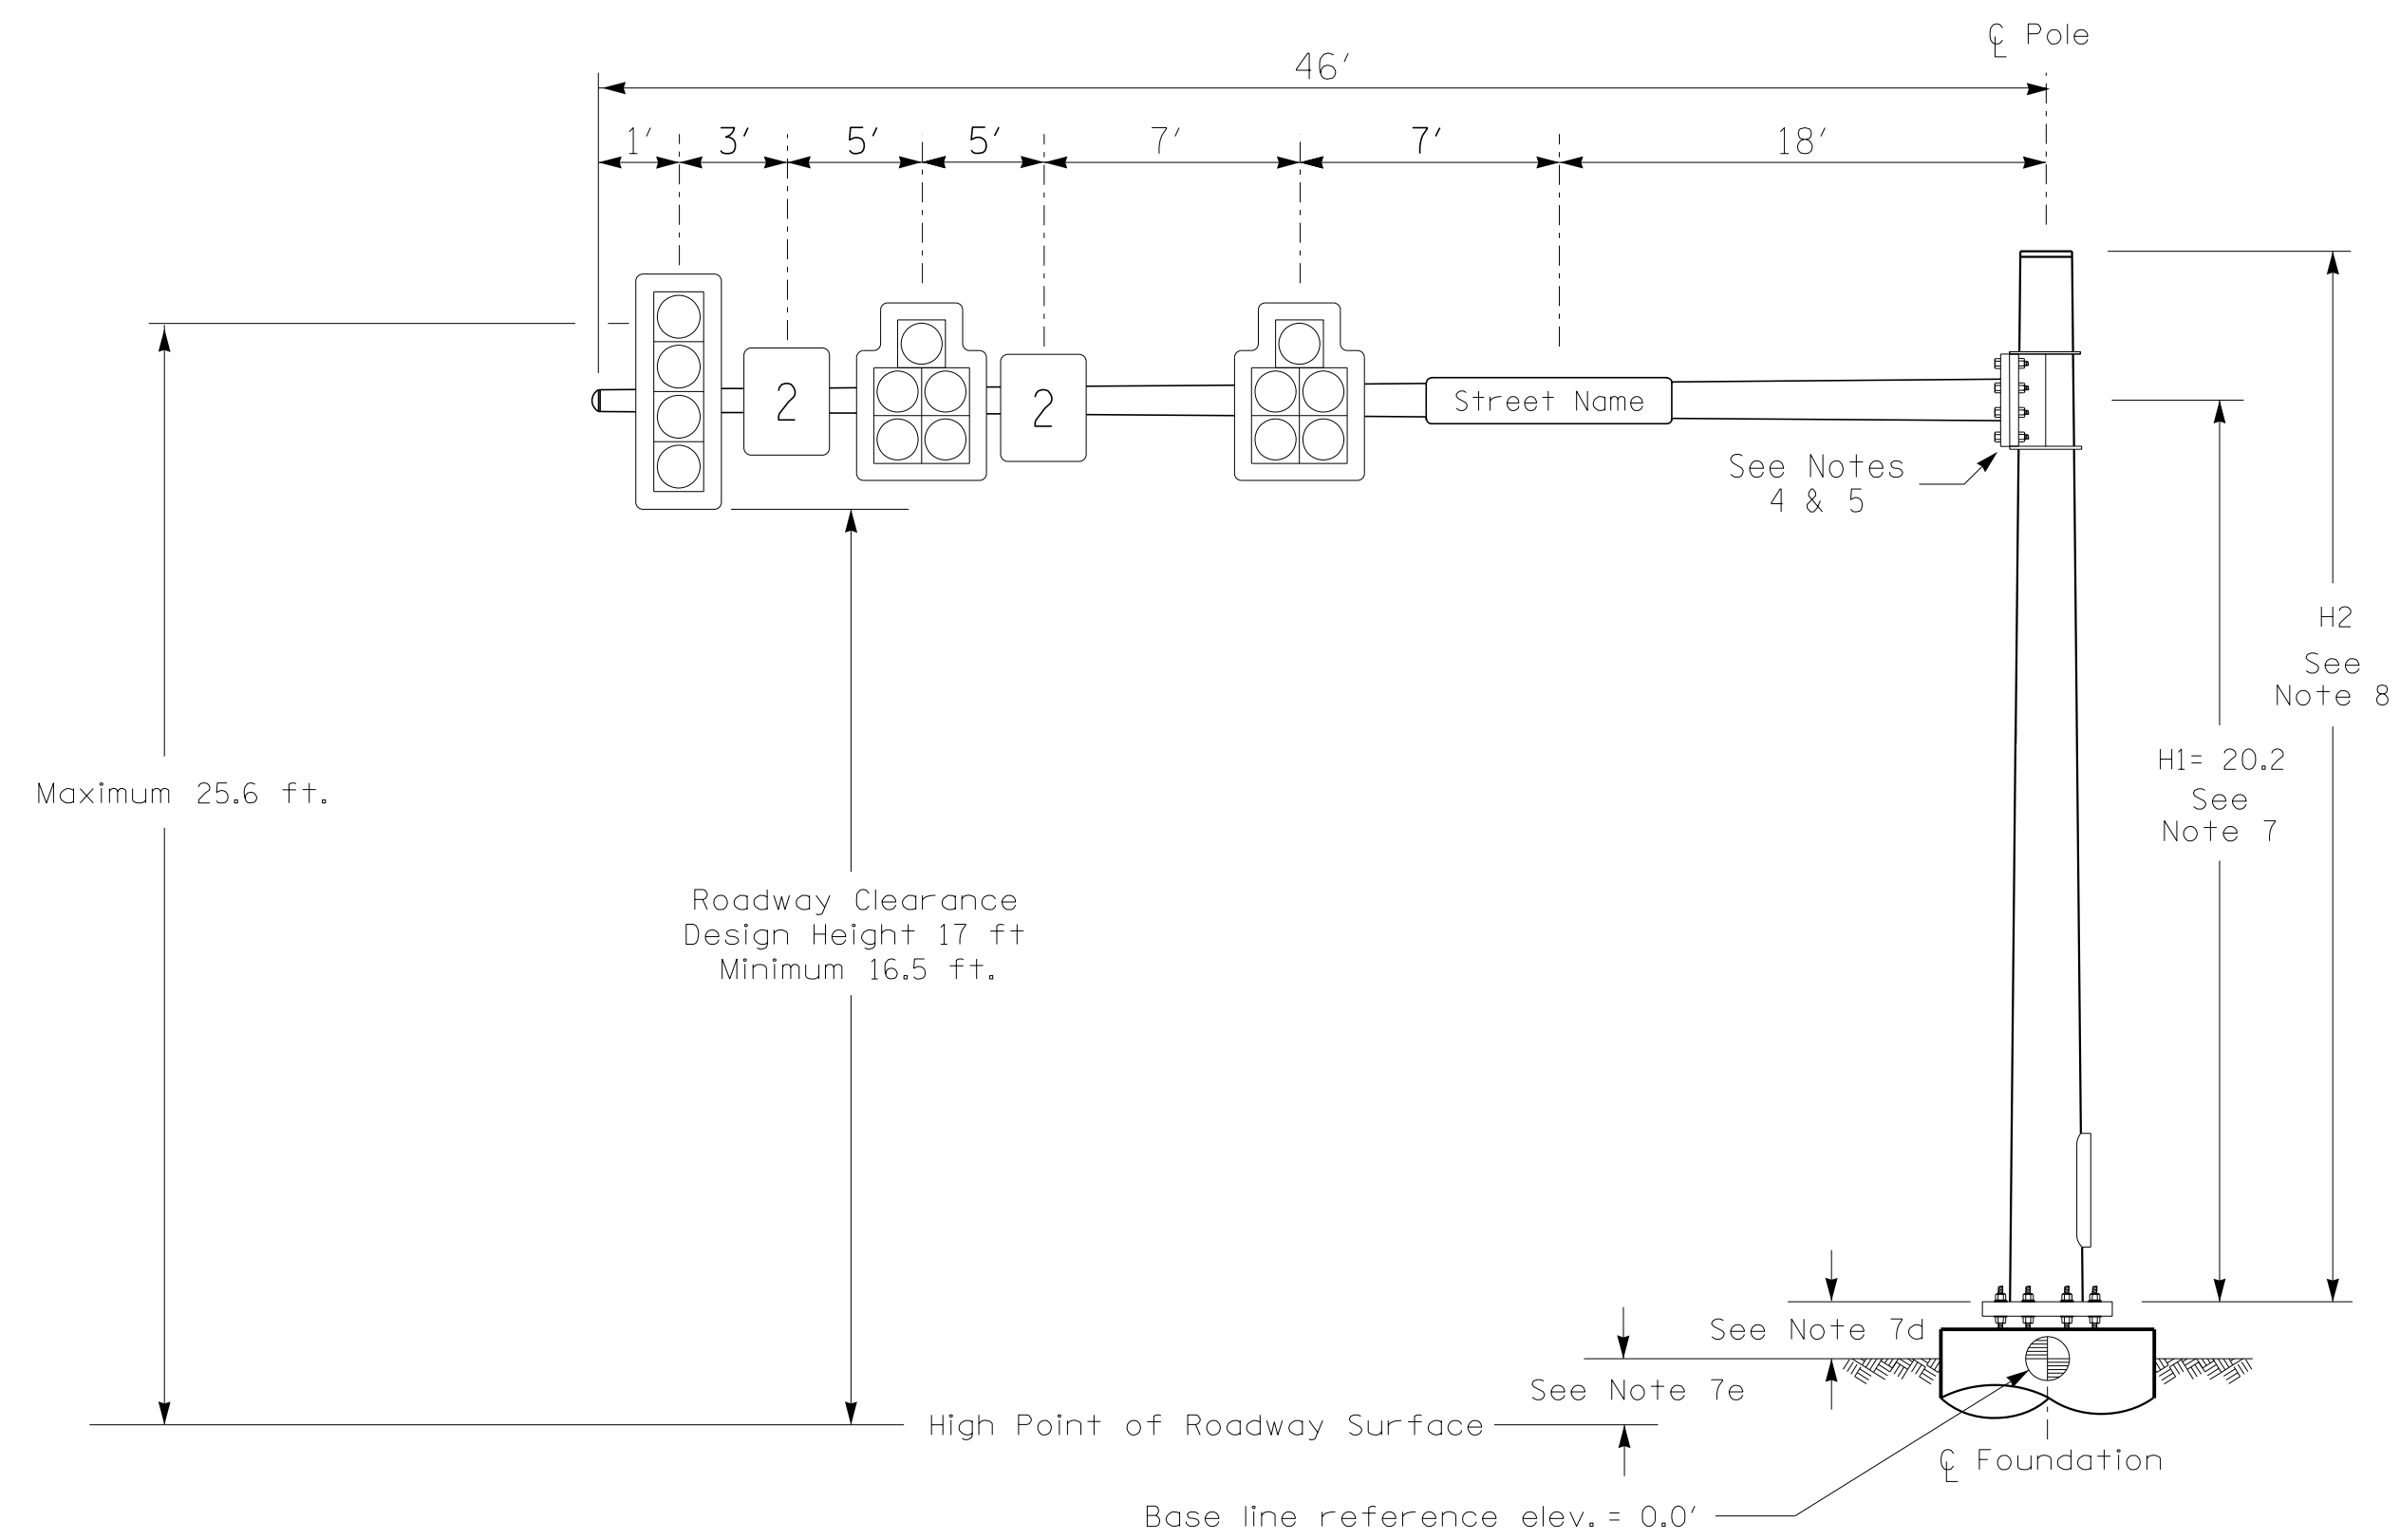 ℄ Pole
46'
1' 3' 5' 5' 7' 7' 18'
2
2
Street Name
See Notes
4 & 5
H2
See
Note 8
H1= 20.2
See
Note 7
Maximum 25.6 ft.
Roadway Clearance
Design Height 17 ft
Minimum 16.5 ft.
See Note 7d
See Note 7e
High Point of Roadway Surface
℄ Foundation
Base line reference elev. = 0.0'